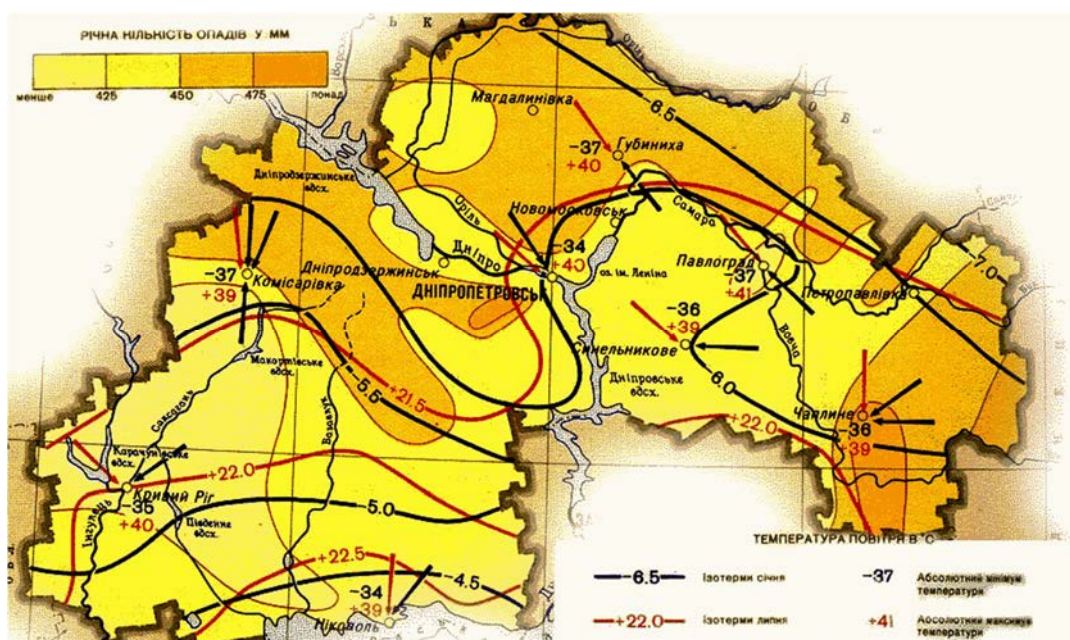 ЬКА
РІЧНА КІЛЬКІСТЬ ОПАДІВ У ММ
менше 425 450 475 понад
Оріль
О В
Магдалинівка
-6.5
-37
+40
Губиниха
Дніпродзержинське
вдсх.
Новомосковськ
Самара
Оріль
Дніпро
-34
+40
оз. ім. Леніна
-37
+39
Комісарівка
Дніпродзержинськ
ДНІПРОПЕТРОВСЬК
Павлоград
-37
+41
-7.0
Петропавлівка
-36
+39
Синельникове
Вовча
Макортівське
вдсх.
-5.5
+21.5
Дніпровське
вдсх.
-6.0
Саксагань
Базавлук
+22.0
Чаплине
-36
+39
Карачунівське
вдсх.
+22.0
Кривий Ріг
-35
+40
Інгулець
Південне
вдсх.
-5.0
+22.5
-4.5
-34
+39
Нікополь
ТЕМПЕРАТУРА ПОВІТРЯ В °С
-6.5 Ізотерми січня
-37 Абсолютний мінімум
температури
+22.0 Ізотерми липня
+41 Абсолютний максимум
температури